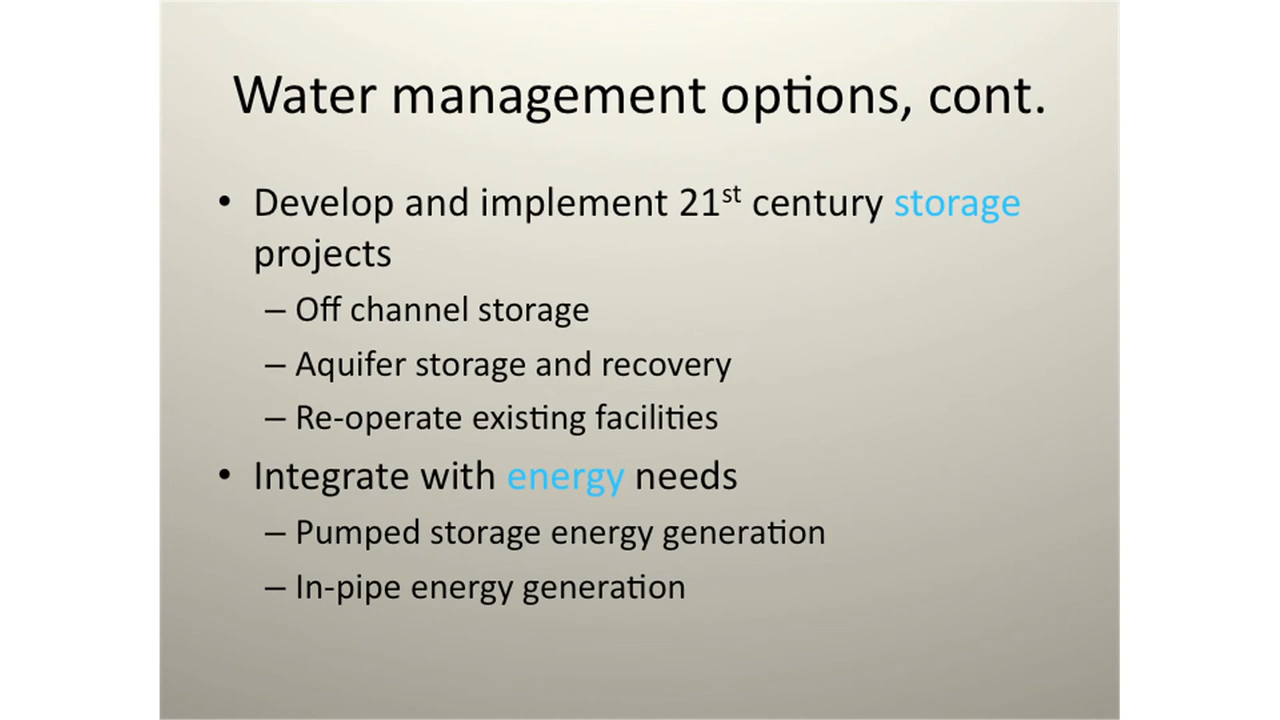 Water management options, cont.
• Develop and implement 21st century storage
projects
– Off channel storage
– Aquifer storage and recovery
– Re-operate existing facilities
• Integrate with energy needs
– Pumped storage energy generation
– In-pipe energy generation